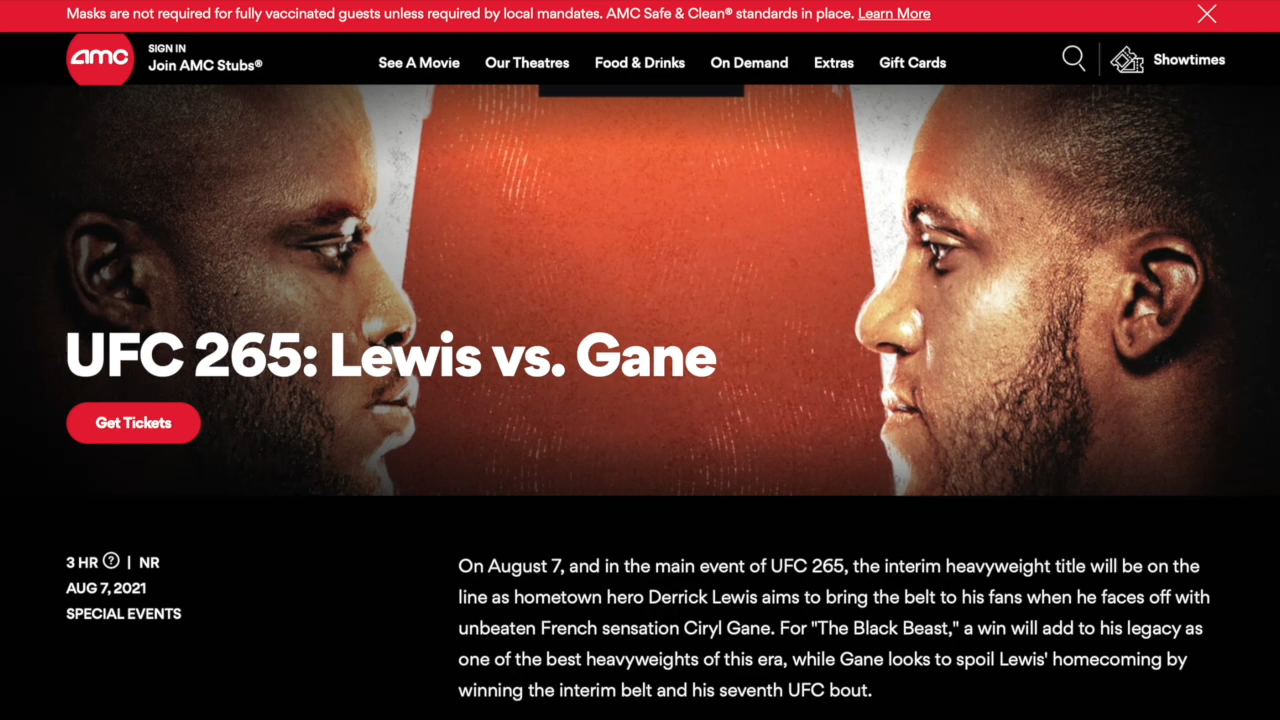 Masks are not required for fully vaccinated guests unless required by local mandates. AMC Safe & Clean® standards in place. Learn More
amc
SIGN IN
Join AMC Stubs®
See A Movie
Our Theatres
Food & Drinks
On Demand
Extras
Gift Cards
Showtimes
UFC 265: Lewis vs. Gane
Get Tickets
3 HR ? | NR
AUG 7, 2021
SPECIAL EVENTS
On August 7, and in the main event of UFC 265, the interim heavyweight title will be on the
line as hometown hero Derrick Lewis aims to bring the belt to his fans when he faces off with
unbeaten French sensation Ciryl Gane. For "The Black Beast," a win will add to his legacy as
one of the best heavyweights of this era, while Gane looks to spoil Lewis' homecoming by
winning the interim belt and his seventh UFC bout.